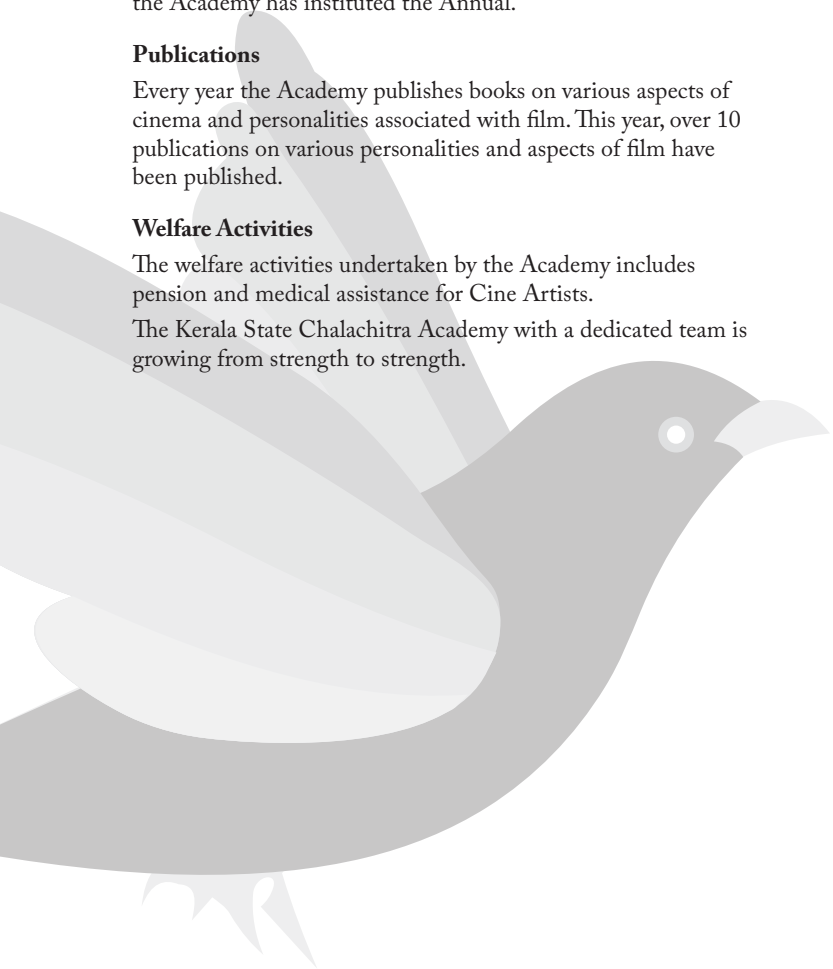 the Academy has instituted the Annual.
Publications
Every year the Academy publishes books on various aspects of
cinema and personalities associated with film. This year, over 10
publications on various personalities and aspects of film have
been published.
Welfare Activities
The welfare activities undertaken by the Academy includes
pension and medical assistance for Cine Artists.
The Kerala State Chalachitra Academy with a dedicated team is
growing from strength to strength.